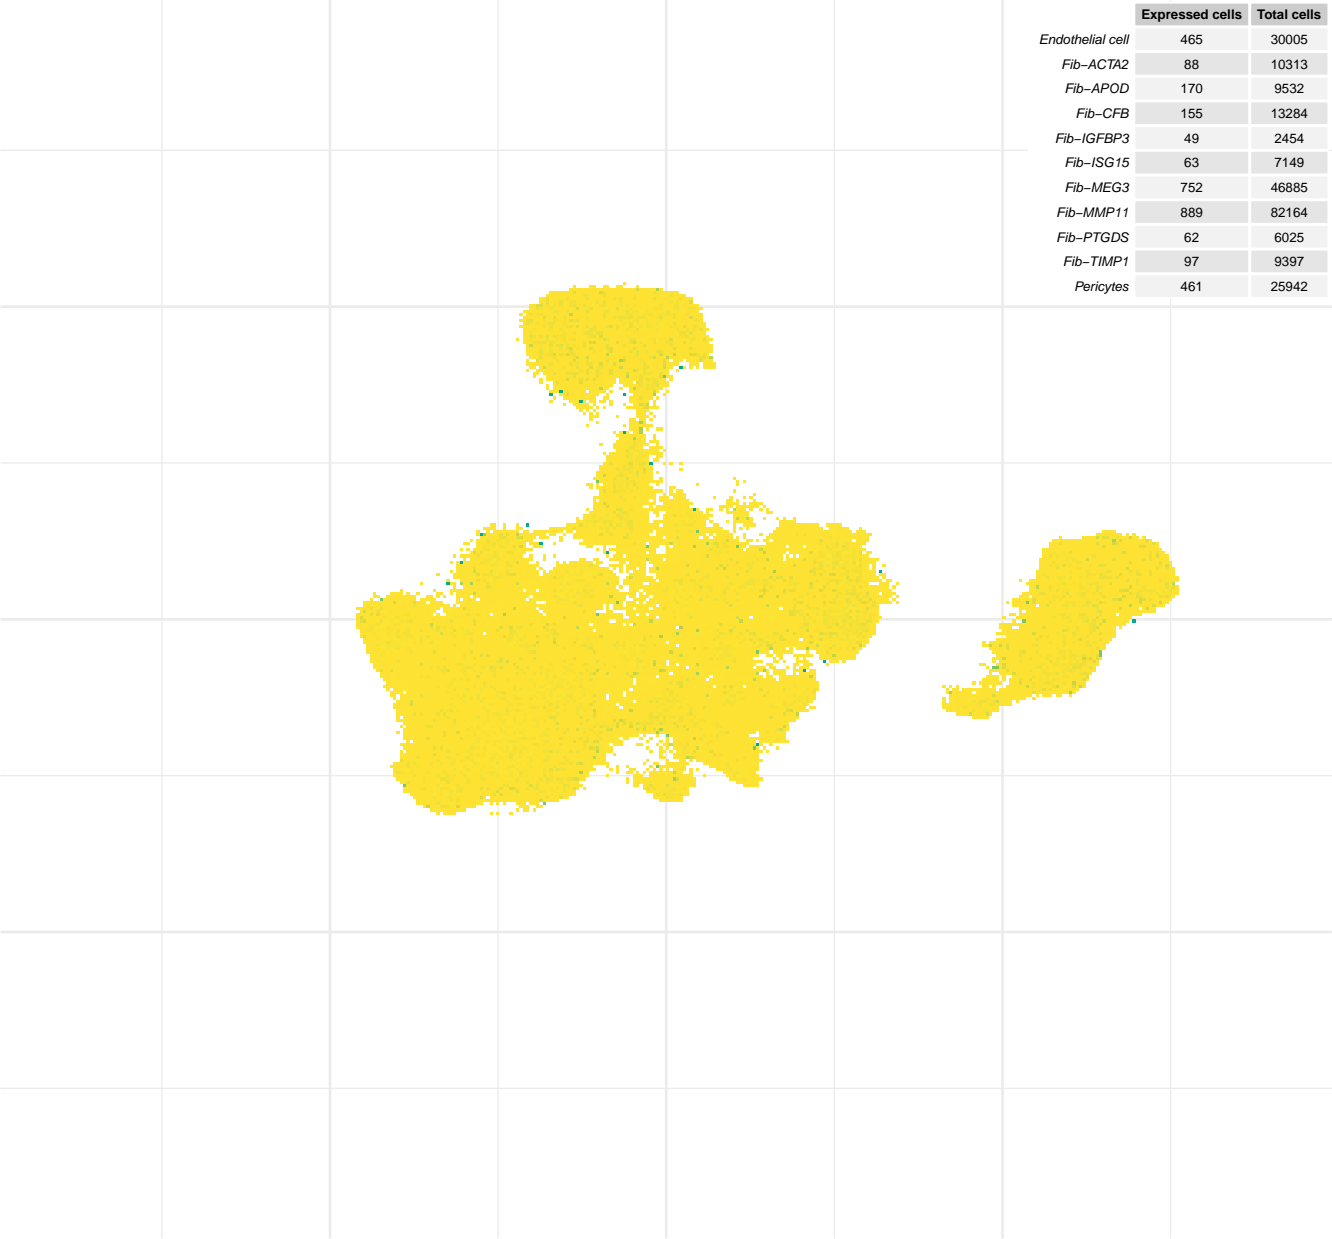 Expressed cells Total cells
Endothelial cell 465 30005
Fib−ACTA2 88 10313
Fib−APOD 170 9532
Fib−CFB 155 13284
Fib−IGFBP3 49 2454
Fib−ISG15 63 7149
Fib−MEG3 752 46885
Fib−MMP11 889 82164
Fib−PTGDS 62 6025
Fib−TIMP1 97 9397
Pericytes 461 25942